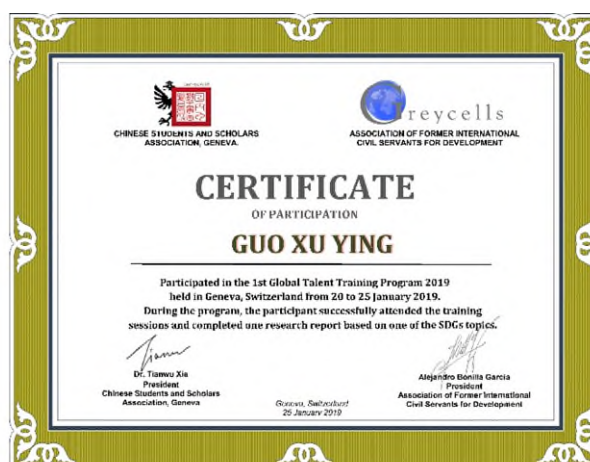 CHINESE STUDENTS AND SCHOLARS
ASSOCIATION, GENEVA.
Greycells
ASSOCIATION OF FORMER INTERNATIONAL
CIVIL SERVANTS FOR DEVELOPMENT
CERTIFICATE
OF PARTICIPATION
GUO XU YING
Participated in the 1st Global Talent Training Program 2019
held in Geneva, Switzerland from 20 to 25 January 2019.
During the program, the participant successfully attended the training
sessions and completed one research report based on one of the SDGs topics.
Dr. Tianwu Xie
President
Chinese Students and Scholars
Association, Geneva
Geneva, Switzerland
25 January 2019
Alejandro Bonilla Garcia
President
Association of Former International
Civil Servants for Development